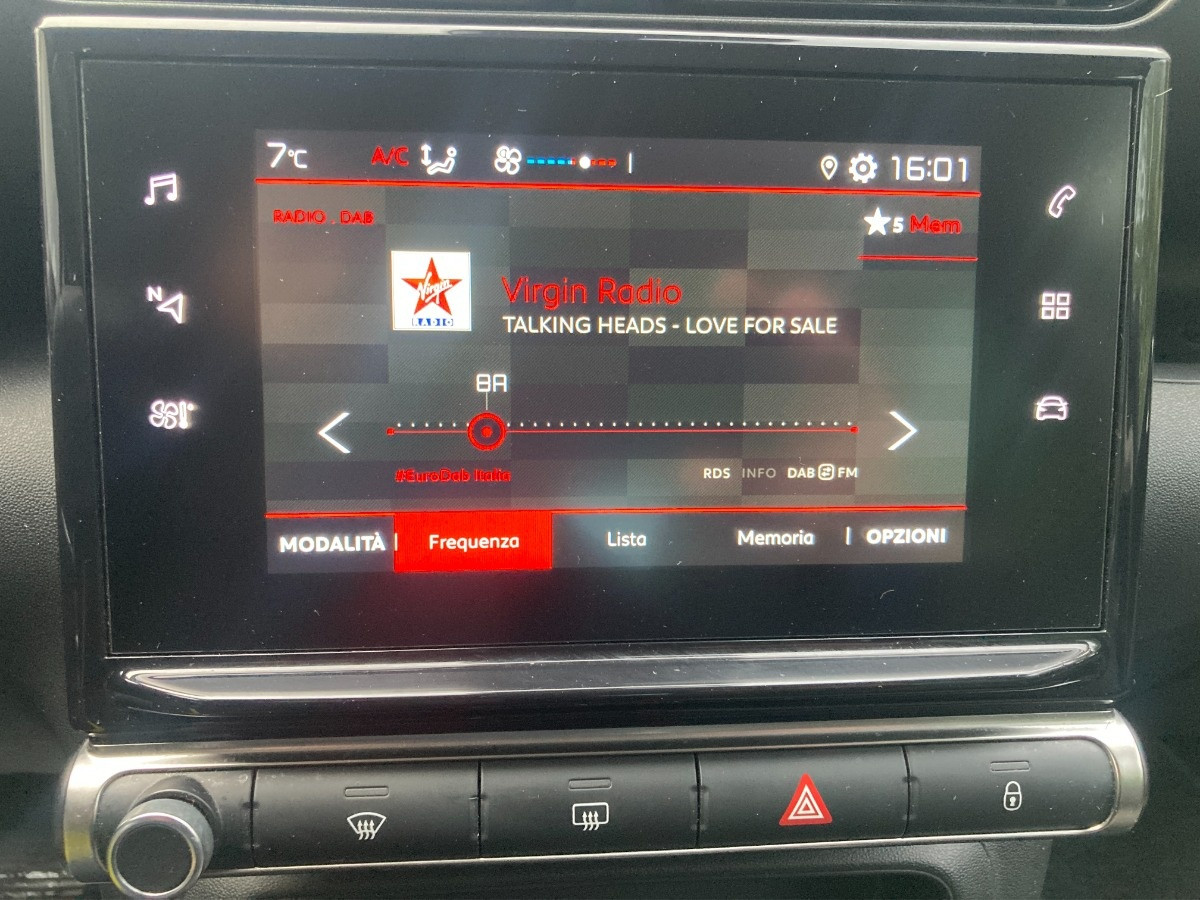 7°C A/C 16:01
RADIO . DAB
5 Mem
Virgin
RADIO
Virgin Radio
TALKING HEADS - LOVE FOR SALE
8A
N
#EuroDab Italia
RDS INFO DAB FM
MODALITÀ Frequenza Lista Memoria OPZIONI